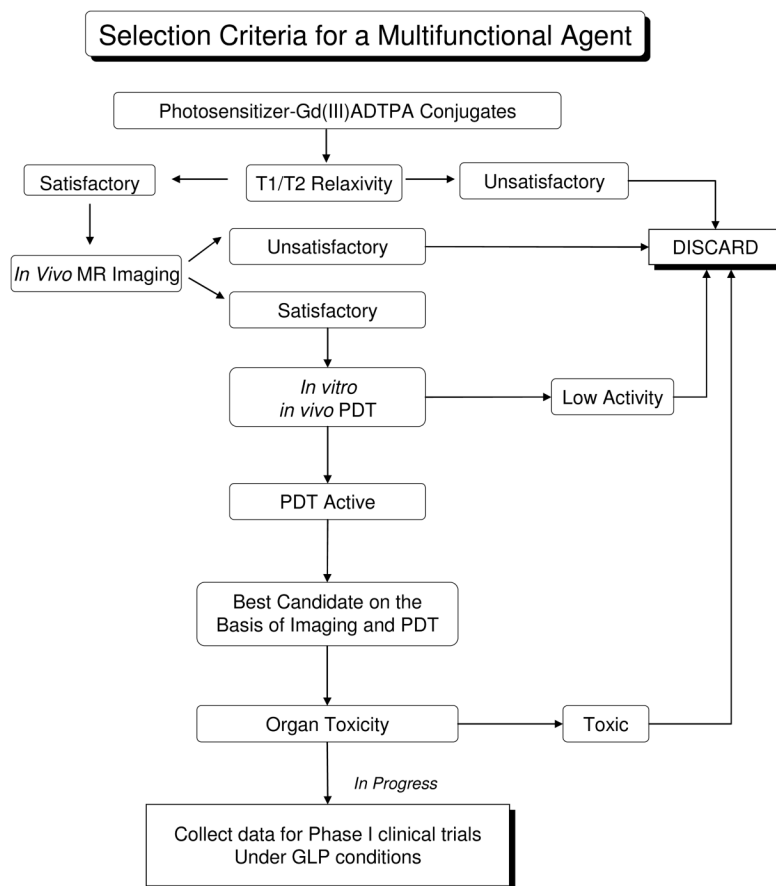 Selection Criteria for a Multifunctional Agent
Photosensitizer-Gd(III)ADTPA Conjugates
Satisfactory
T1/T2 Relaxivity
Unsatisfactory
Unsatisfactory
DISCARD
In Vivo MR Imaging
Satisfactory
In vitro
in vivo PDT
Low Activity
PDT Active
Best Candidate on the
Basis of Imaging and PDT
Organ Toxicity
Toxic
In Progress
Collect data for Phase I clinical trials
Under GLP conditions